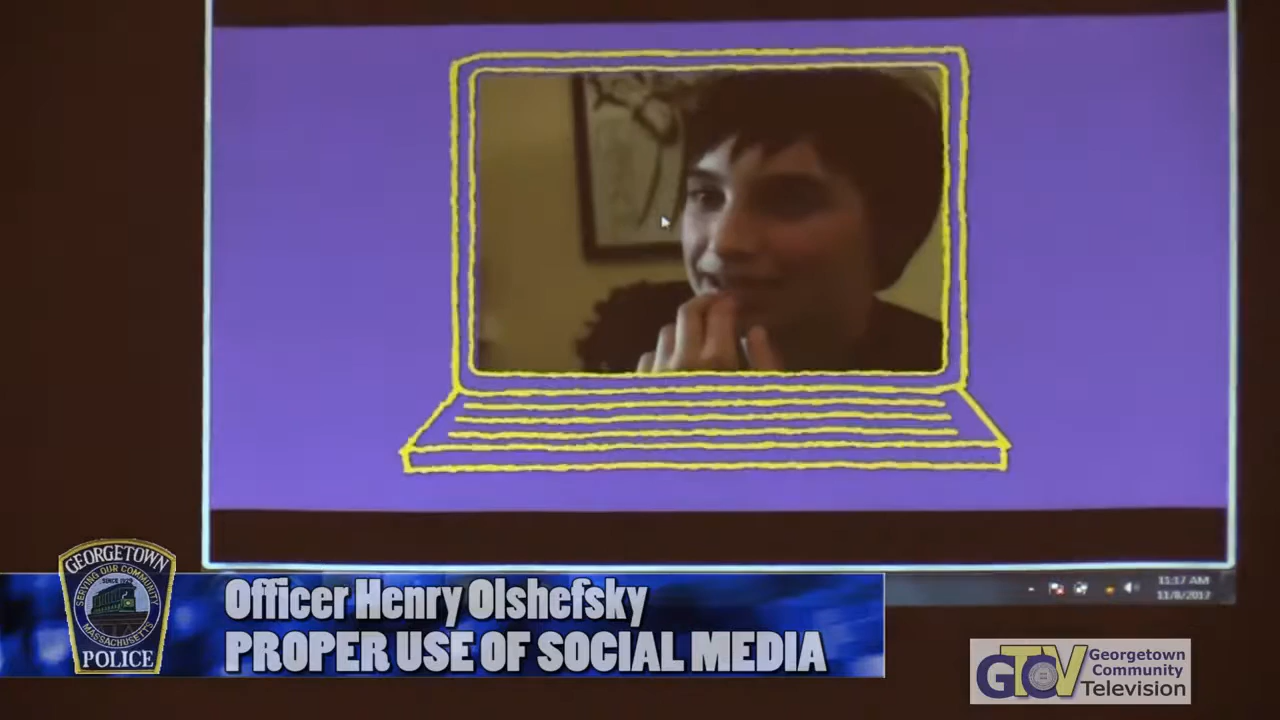 11:17 AM
11/8/2017
Officer Henry Olshefsky
PROPER USE OF SOCIAL MEDIA
GEORGETOWN
SERVING OUR COMMUNITY
MASSACHUSETTS
POLICE
GTCV
Georgetown
Community
Television